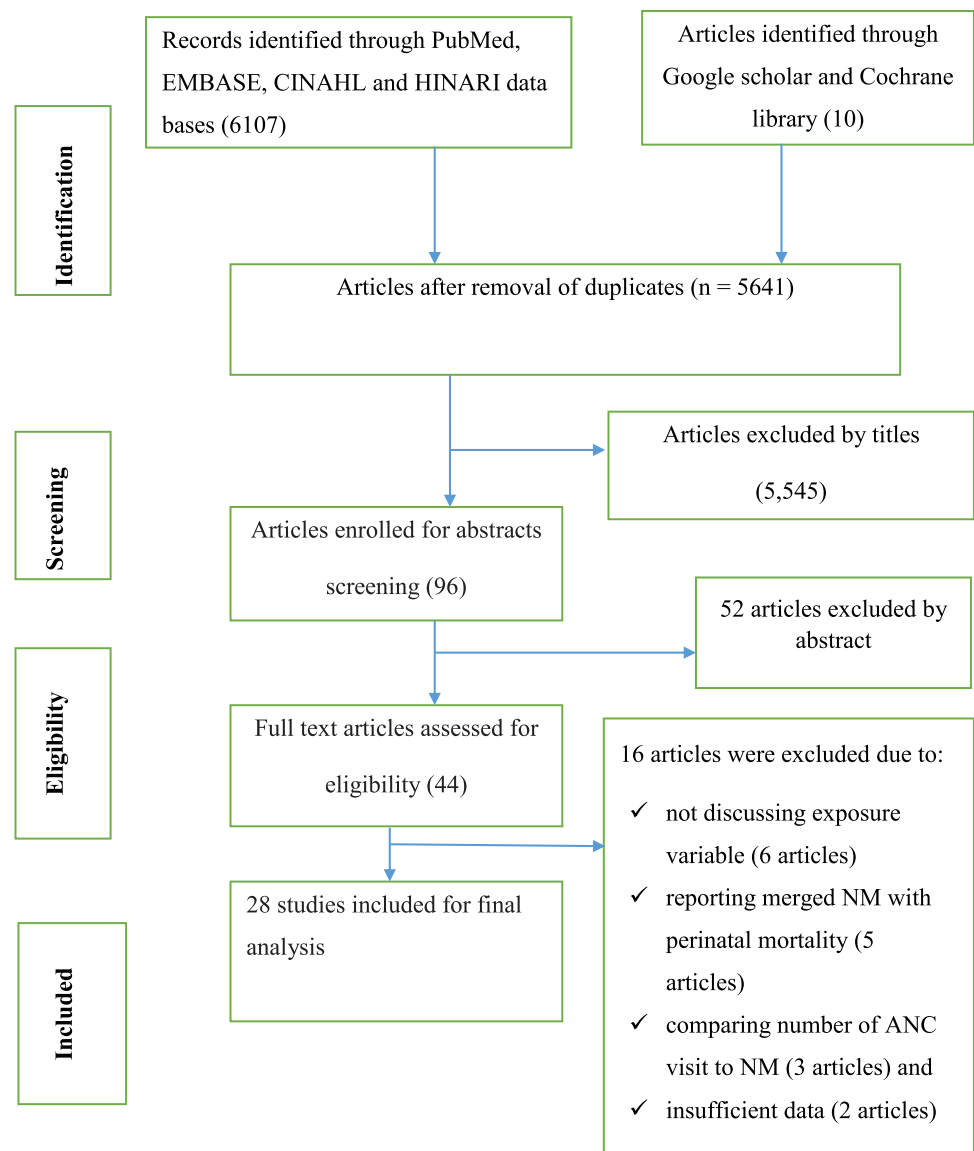 Records identified through PubMed,
EMBASE, CINAHL and HINARI data
bases (6107)
Articles identified through
Google scholar and Cochrane
library (10)
Identification
Articles after removal of duplicates (n = 5641)
Screening
Articles excluded by titles
(5,545)
Articles enrolled for abstracts
screening (96)
52 articles excluded by
abstract
Eligibility
Full text articles assessed for
eligibility (44)
16 articles were excluded due to:
✓ not discussing exposure
variable (6 articles)
✓ reporting merged NM with
perinatal mortality (5
articles)
✓ comparing number of ANC
visit to NM (3 articles) and
✓ insufficient data (2 articles)
Included
28 studies included for final
analysis